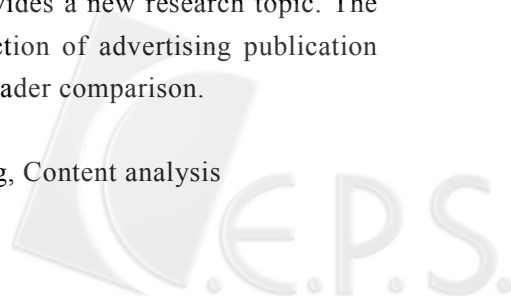 vides a new research topic. The
ction of advertising publication
ader comparison.
g, Content analysis
C.E.P.S.